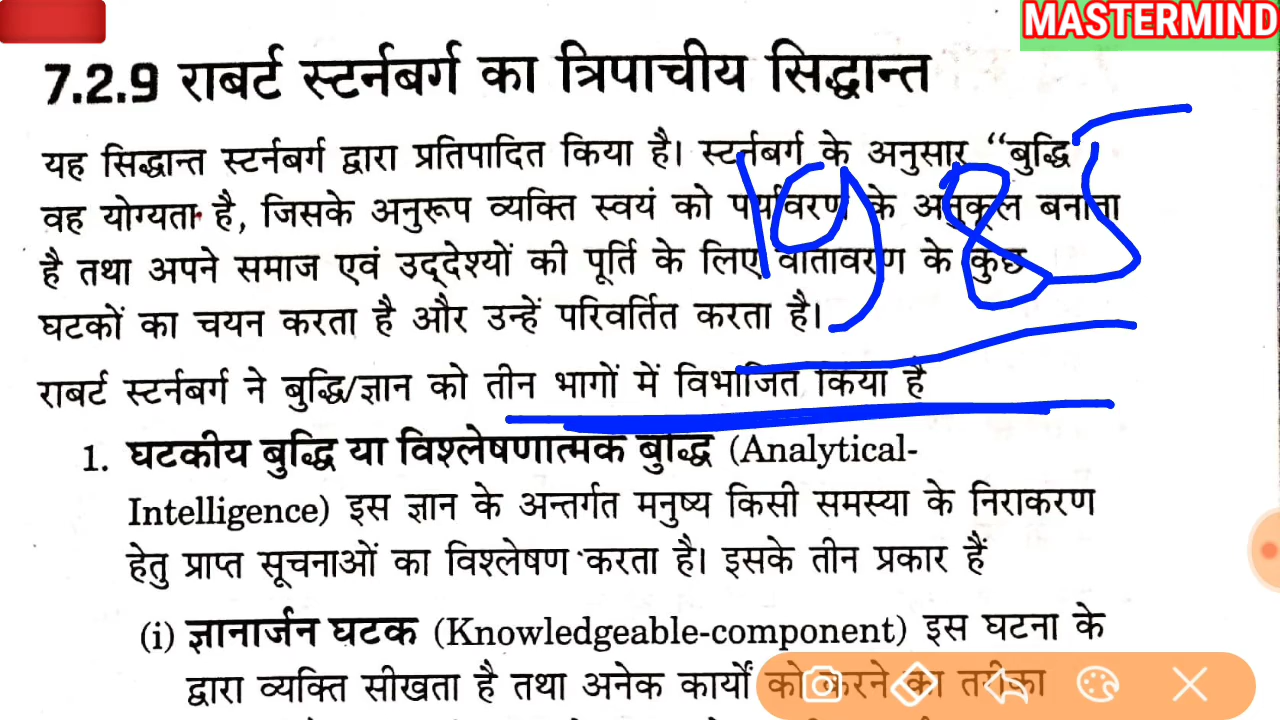 MASTERMIND
7.2.9 राबर्ट स्टर्नबर्ग का त्रिपाचीय सिद्धान्त
यह सिद्धान्त स्टर्नबर्ग द्वारा प्रतिपादित किया है। स्टर्नबर्ग के अनुसार “बुद्धि
वह योग्यता है, जिसके अनुरूप व्यक्ति स्वयं को पर्यावरण के अनुकूल बनाता
है तथा अपने समाज एवं उद्देश्यों की पूर्ति के लिए वातावरण के कुछ
घटकों का चयन करता है और उन्हें परिवर्तित करता है।
1985
राबर्ट स्टर्नबर्ग ने बुद्धि/ज्ञान को तीन भागों में विभाजित किया है
1. घटकीय बुद्धि या विश्लेषणात्मक बुद्धि (Analytical-
Intelligence) इस ज्ञान के अन्तर्गत मनुष्य किसी समस्या के निराकरण
हेतु प्राप्त सूचनाओं का विश्लेषण करता है। इसके तीन प्रकार हैं
(i) ज्ञानार्जन घटक (Knowledgeable-component) इस घटना के
द्वारा व्यक्ति सीखता है तथा अनेक कार्यों को करने का तरीका